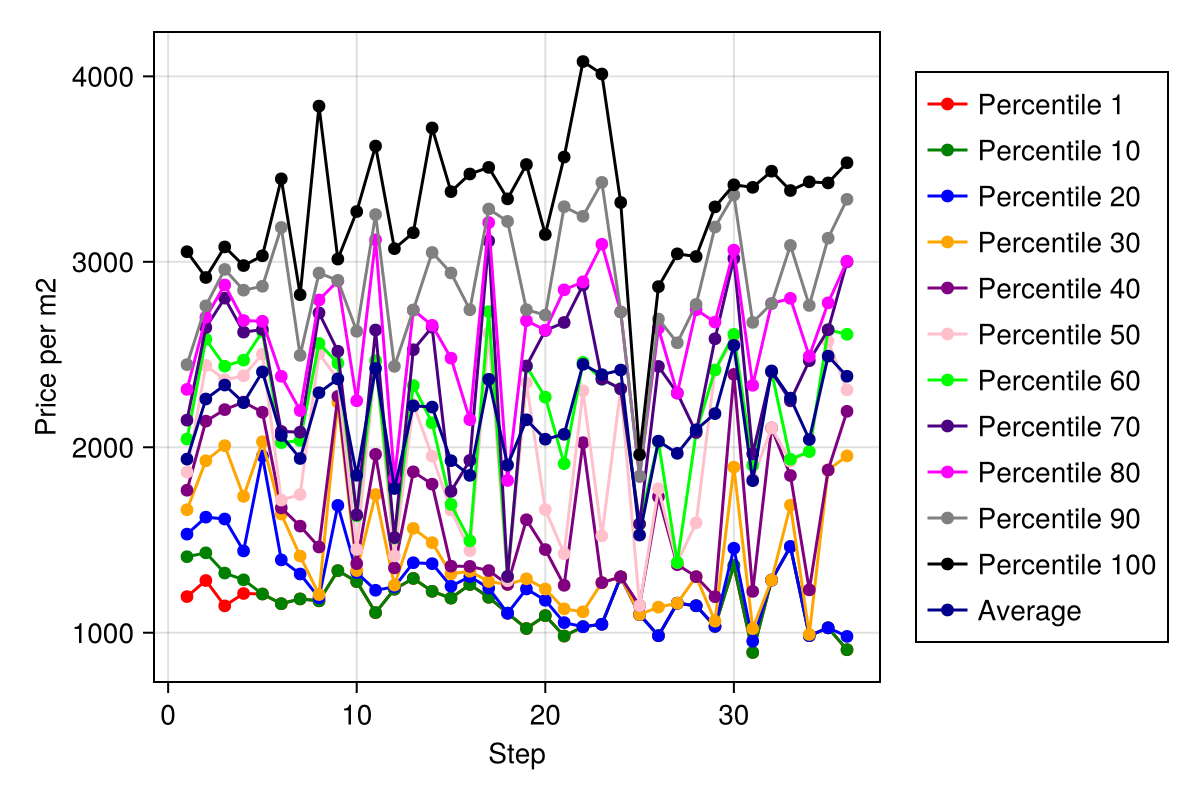 4000
3000
2000
1000
Price per m2
0
10
20
30
Step
Percentile 1
Percentile 10
Percentile 20
Percentile 30
Percentile 40
Percentile 50
Percentile 60
Percentile 70
Percentile 80
Percentile 90
Percentile 100
Average